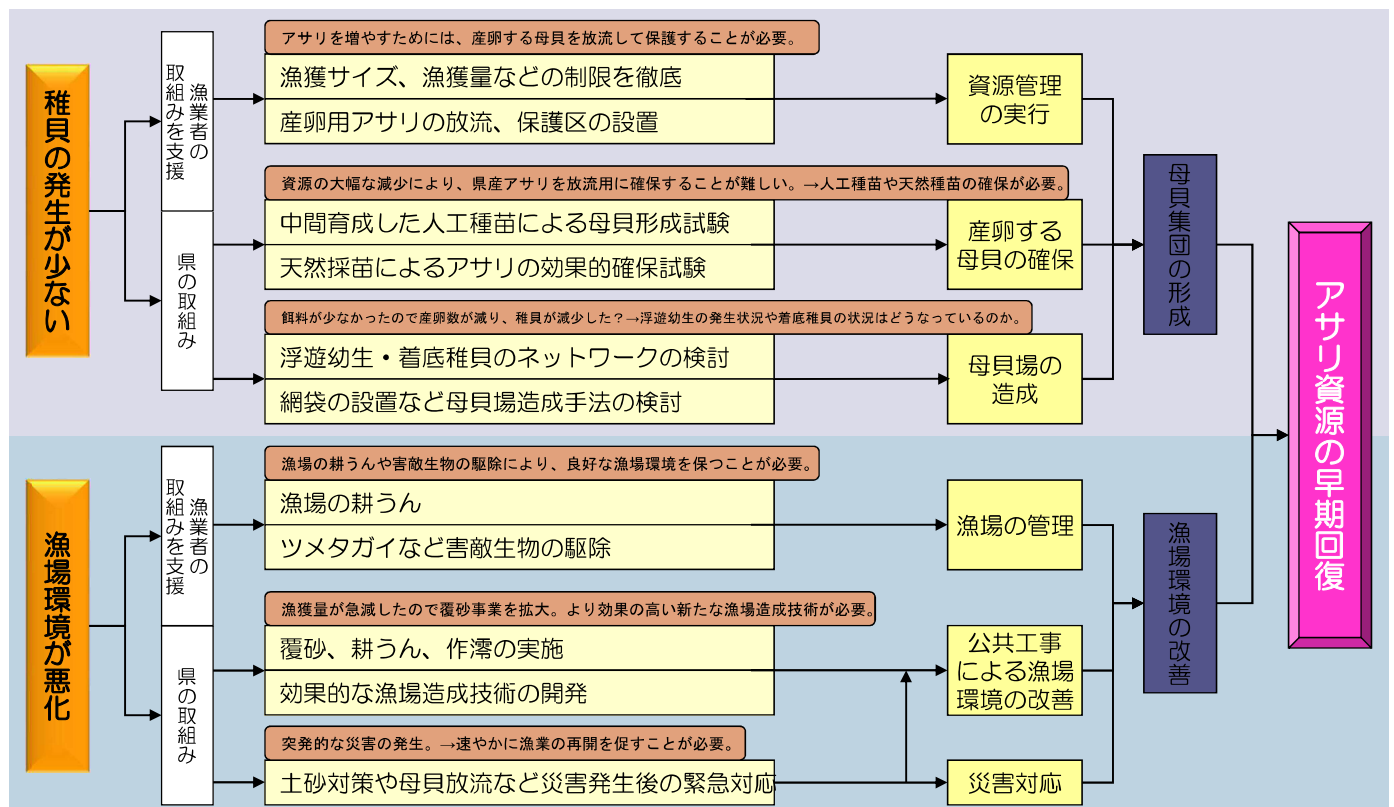 稚貝の発生が少ない
漁業者の
取組みを支援
県の取組み
アサリを増やすためには、産卵する母貝を放流して保護することが必要。
漁獲サイズ、漁獲量などの制限を徹底
産卵用アサリの放流、保護区の設置
資源管理
の実行
資源の大幅な減少により、県産アサリを放流用に確保することが難しい。→人工種苗や天然種苗の確保が必要。
中間育成した人工種苗による母貝形成試験
天然採苗によるアサリの効果的確保試験
産卵する
母貝の確保
餌料が少なかったので産卵数が減り、稚貝が減少した？→浮遊幼生の発生状況や着底稚貝の状況はどうなっているのか。
浮遊幼生・着底稚貝のネットワークの検討
網袋の設置など母貝場造成手法の検討
母貝場の
造成
母貝集団の形成
漁場環境が悪化
漁業者の
取組みを支援
県の取組み
漁場の耕うんや害敵生物の駆除により、良好な漁場環境を保つことが必要。
漁場の耕うん
ツメタガイなど害敵生物の駆除
漁場の管理
漁獲量が急減したので覆砂事業を拡大。より効果の高い新たな漁場造成技術が必要。
覆砂、耕うん、作澪の実施
効果的な漁場造成技術の開発
公共工事
による漁場
環境の改善
突発的な災害の発生。→速やかに漁業の再開を促すことが必要。
土砂対策や母貝放流など災害発生後の緊急対応
災害対応
漁場環境の改善
アサリ資源の早期回復